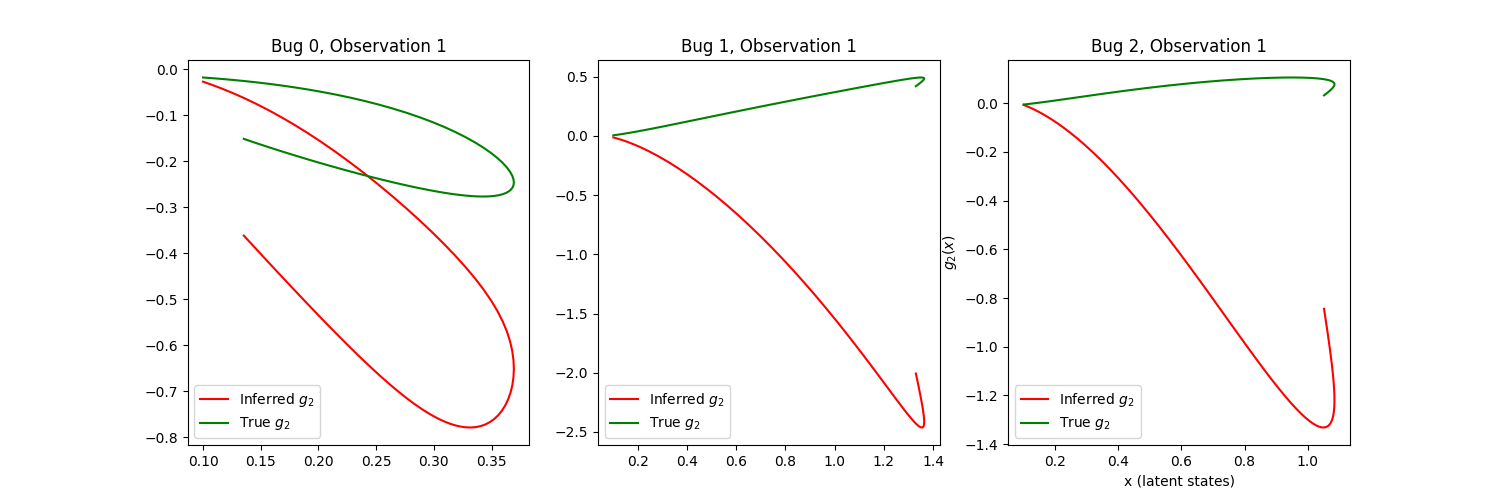 Bug 0, Observation 1
0.0
−0.1
−0.2
−0.3
−0.4
−0.5
−0.6
−0.7
−0.8
0.10 0.15 0.20 0.25 0.30 0.35
Inferred g₂
True g₂
Bug 1, Observation 1
0.5
0.0
−0.5
−1.0
−1.5
−2.0
−2.5
0.2 0.4 0.6 0.8 1.0 1.2 1.4
Inferred g₂
True g₂
Bug 2, Observation 1
g₂(x)
0.0
−0.2
−0.4
−0.6
−0.8
−1.0
−1.2
−1.4
0.2 0.4 0.6 0.8 1.0
Inferred g₂
True g₂
x (latent states)